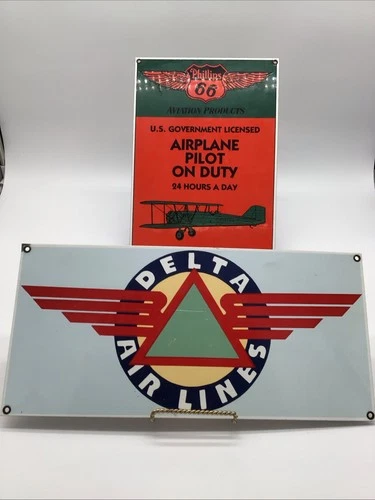 Phillips
66
AVIATION PRODUCTS
U.S. GOVERNMENT LICENSED
AIRPLANE
PILOT
ON DUTY
24 HOURS A DAY
DELTA
AIR LINES